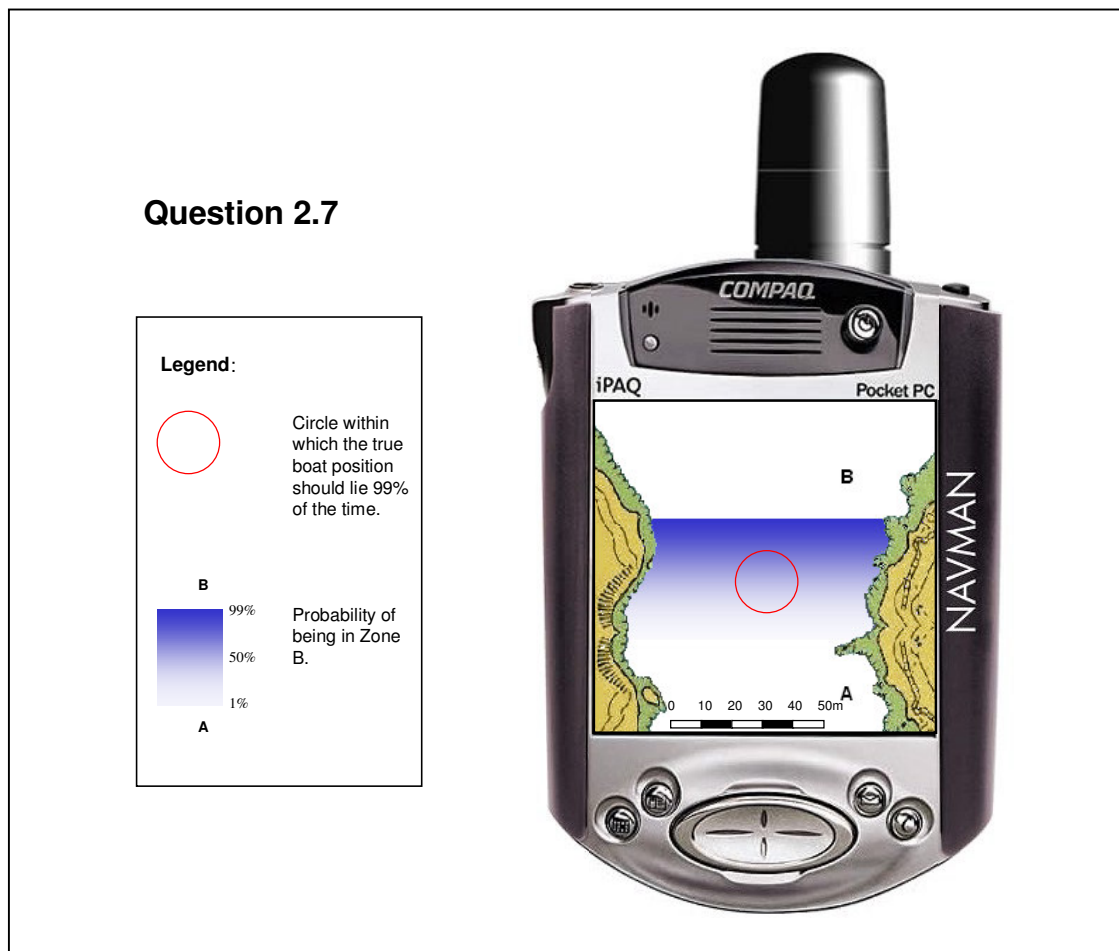 Question 2.7
Legend:
Circle within
which the true
boat position
should lie 99%
of the time.
B
99%
50%
1%
A
Probability of
being in Zone
B.
COMPAQ
iPAQ
Pocket PC
B
A
0 10 20 30 40 50m
NAVMAN